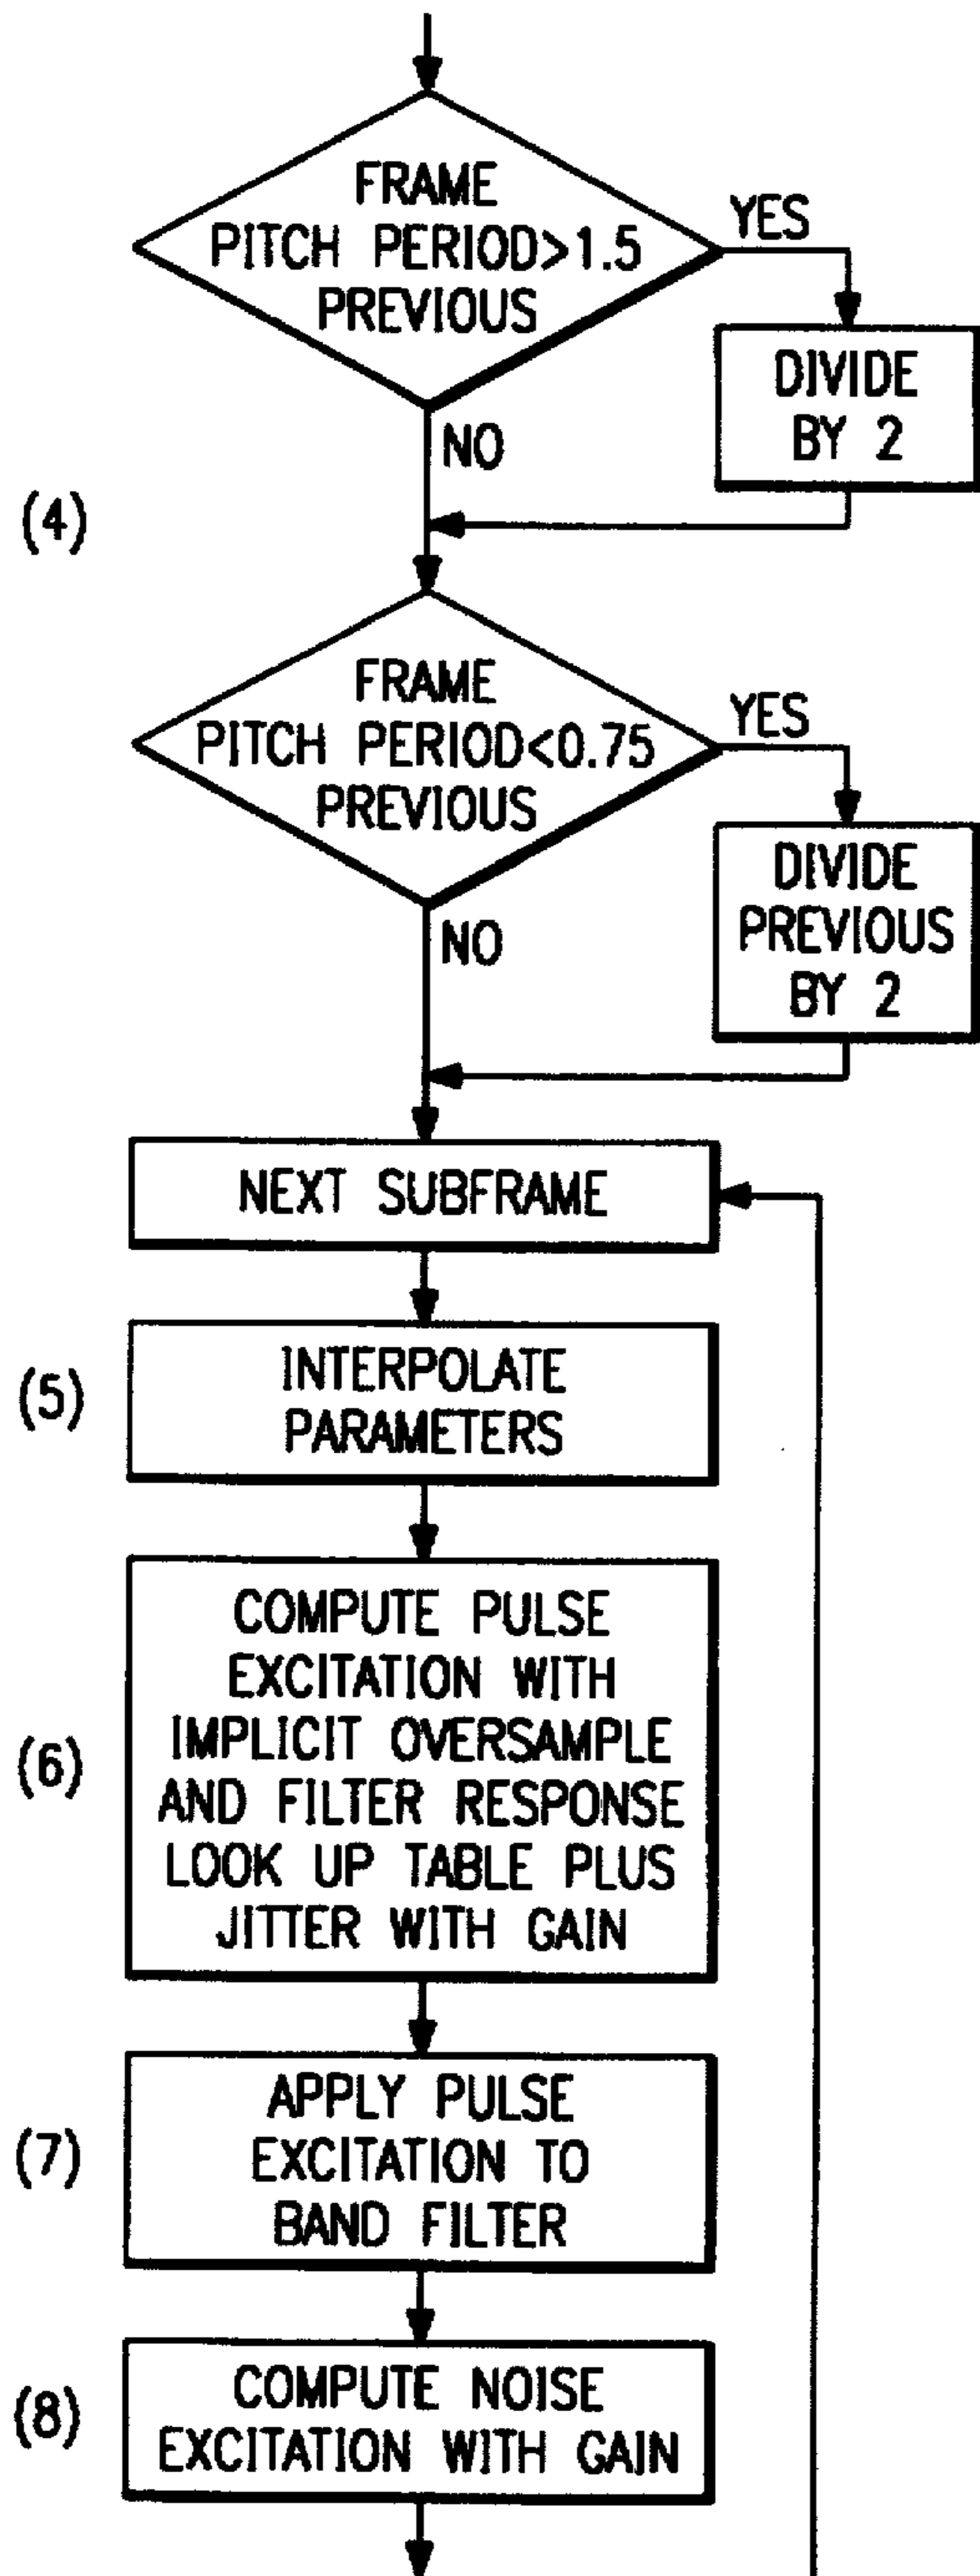 FRAME
PITCH PERIOD>1.5
PREVIOUS
YES
DIVIDE
BY 2
NO
(4)
FRAME
PITCH PERIOD<0.75
PREVIOUS
YES
DIVIDE
PREVIOUS
BY 2
NO
NEXT SUBFRAME
(5)
INTERPOLATE
PARAMETERS
(6)
COMPUTE PULSE
EXCITATION WITH
IMPLICIT OVERSAMPLE
AND FILTER RESPONSE
LOOK UP TABLE PLUS
JITTER WITH GAIN
(7)
APPLY PULSE
EXCITATION TO
BAND FILTER
(8)
COMPUTE NOISE
EXCITATION WITH GAIN